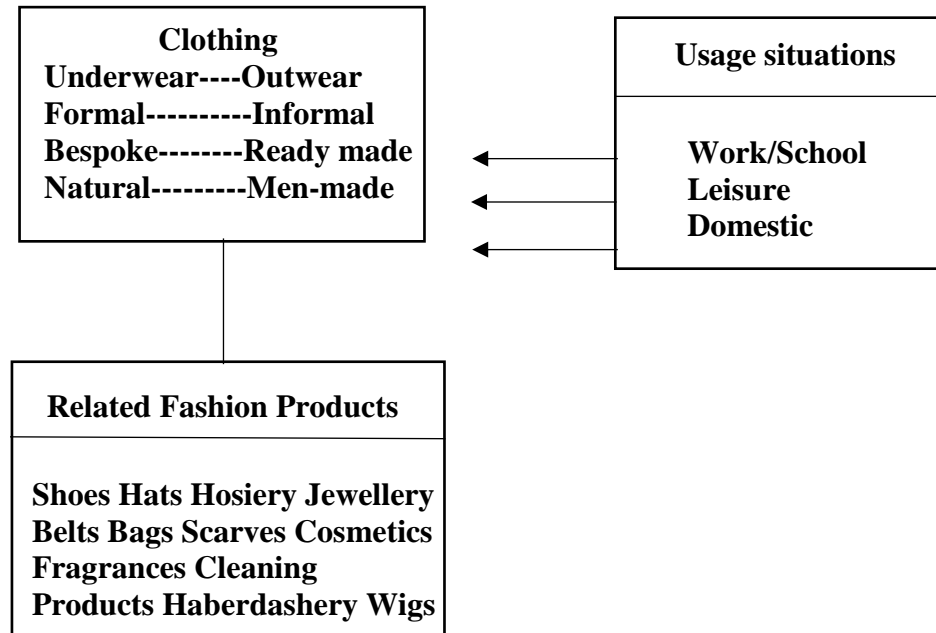 Clothing
Underwear----Outwear
Formal----------Informal
Bespoke--------Ready made
Natural---------Men-made
Usage situations
Work/School
Leisure
Domestic
Related Fashion Products
Shoes Hats Hosiery Jewellery
Belts Bags Scarves Cosmetics
Fragrances Cleaning
Products Haberdashery Wigs